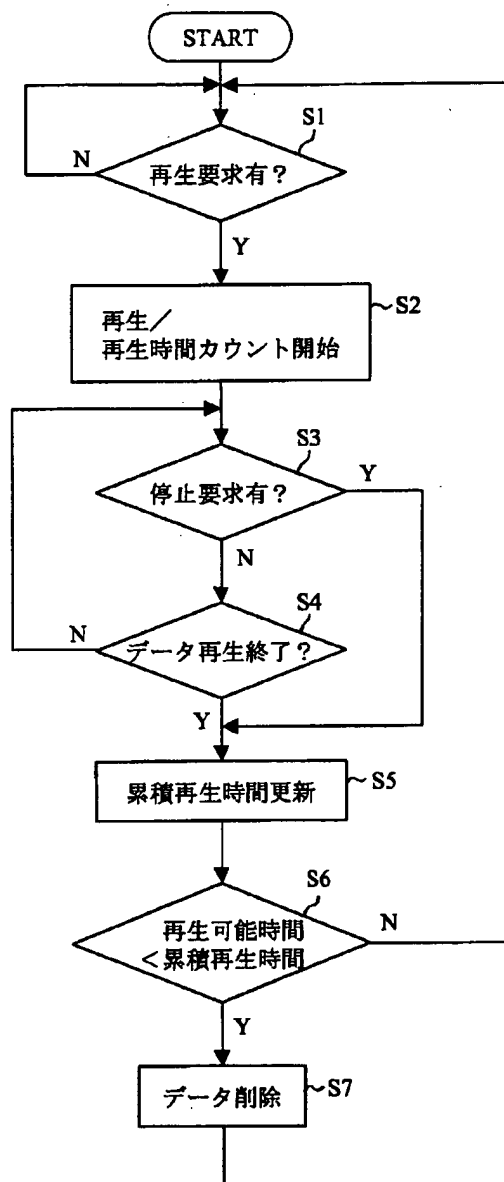 START
S1
N
再生要求有？
Y
S2
再生／
再生時間カウント開始
S3
停止要求有？
Y
N
S4
N
データ再生終了？
Y
累積再生時間更新
S5
S6
再生可能時間
＜累積再生時間
N
Y
データ削除
S7